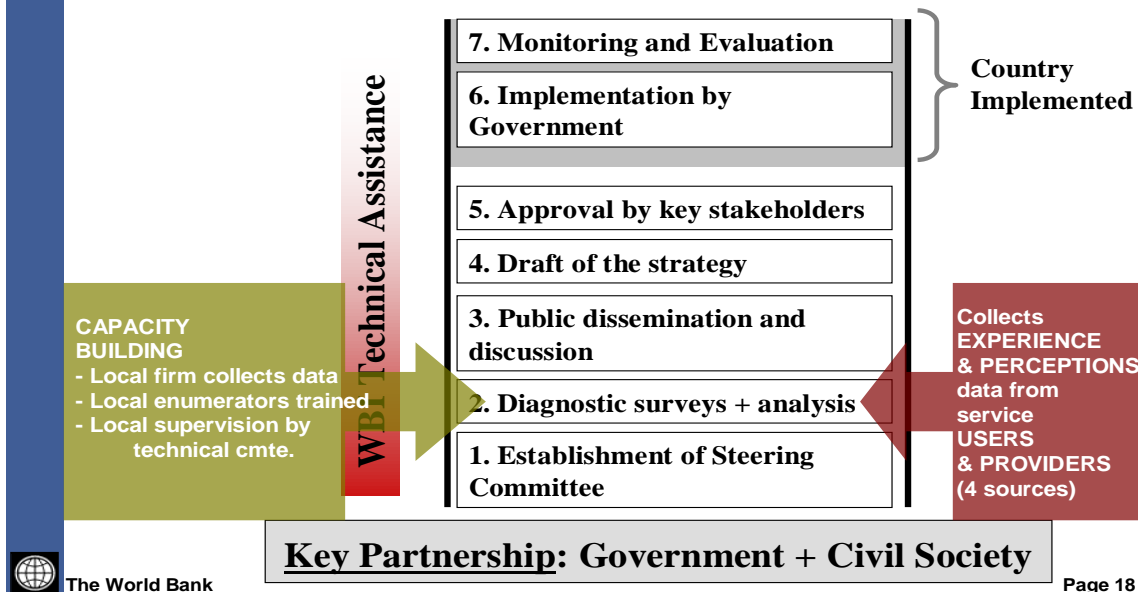 7. Monitoring and Evaluation
6. Implementation by
Government
Country
Implemented
WBI Technical Assistance
5. Approval by key stakeholders
4. Draft of the strategy
3. Public dissemination and
discussion
2. Diagnostic surveys + analysis
1. Establishment of Steering
Committee
CAPACITY
BUILDING
- Local firm collects data
- Local enumerators trained
- Local supervision by
technical cmte.
Collects
EXPERIENCE
& PERCEPTIONS
data from
service
USERS
& PROVIDERS
(4 sources)
Key Partnership: Government + Civil Society
The World Bank
Page 18